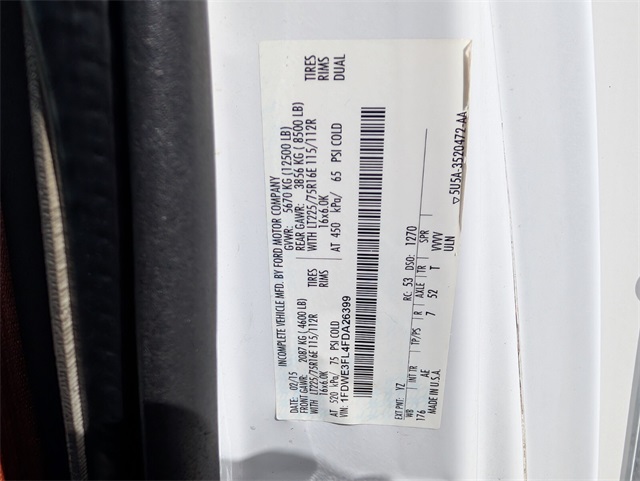 INCOMPLETE VEHICLE MFD. BY FORD MOTOR COMPANY
DATE: 02/15 GVWR: 5670 KG (12500 LB)
FRONT GAWR: 2087 KG (4600 LB) REAR GAWR: 3856 KG (8500 LB)
WITH LT225/75R16E 115/112R TIRES WITH LT225/75R16E 115/112R TIRES
16x6.0K RIMS 16x6.0K RIMS
AT 520 kPa/ 75 PSI COLD AT 450 kPa/ 65 PSI COLD DUAL
VIN: 1FDWE3FL4FDA26399
EXT PNT: YZ RC: 53 DSO: 1270
WB INT TR TP/PS R AXLE TR SPR
176 AE 7 52 T VVVV
MADE IN U.S.A. ULN
5U5A-3520472-AA